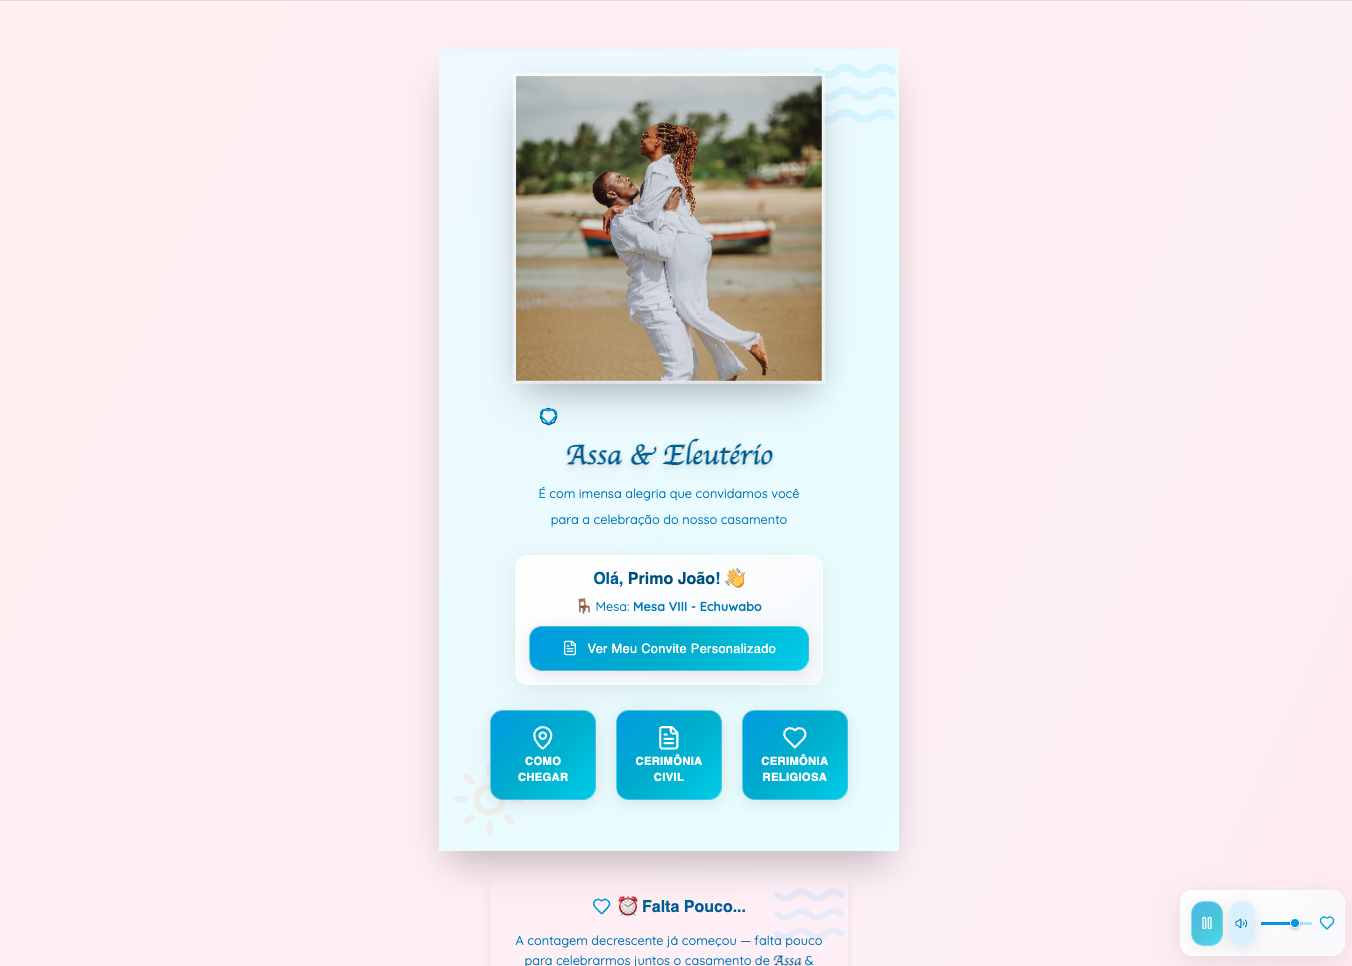 Assa & Eleutério
É com imensa alegria que convidamos você
para a celebração do nosso casamento
Olá, Primo João! 👋
🪑 Mesa: Mesa VIII - Echuwabo
Ver Meu Convite Personalizado
COMO
CHEGAR
CERIMÔNIA
CIVIL
CERIMÔNIA
RELIGIOSA
⏰ Falta Pouco...
A contagem decrescente já começou — falta pouco
para celebrarmos juntos o casamento de Assa &